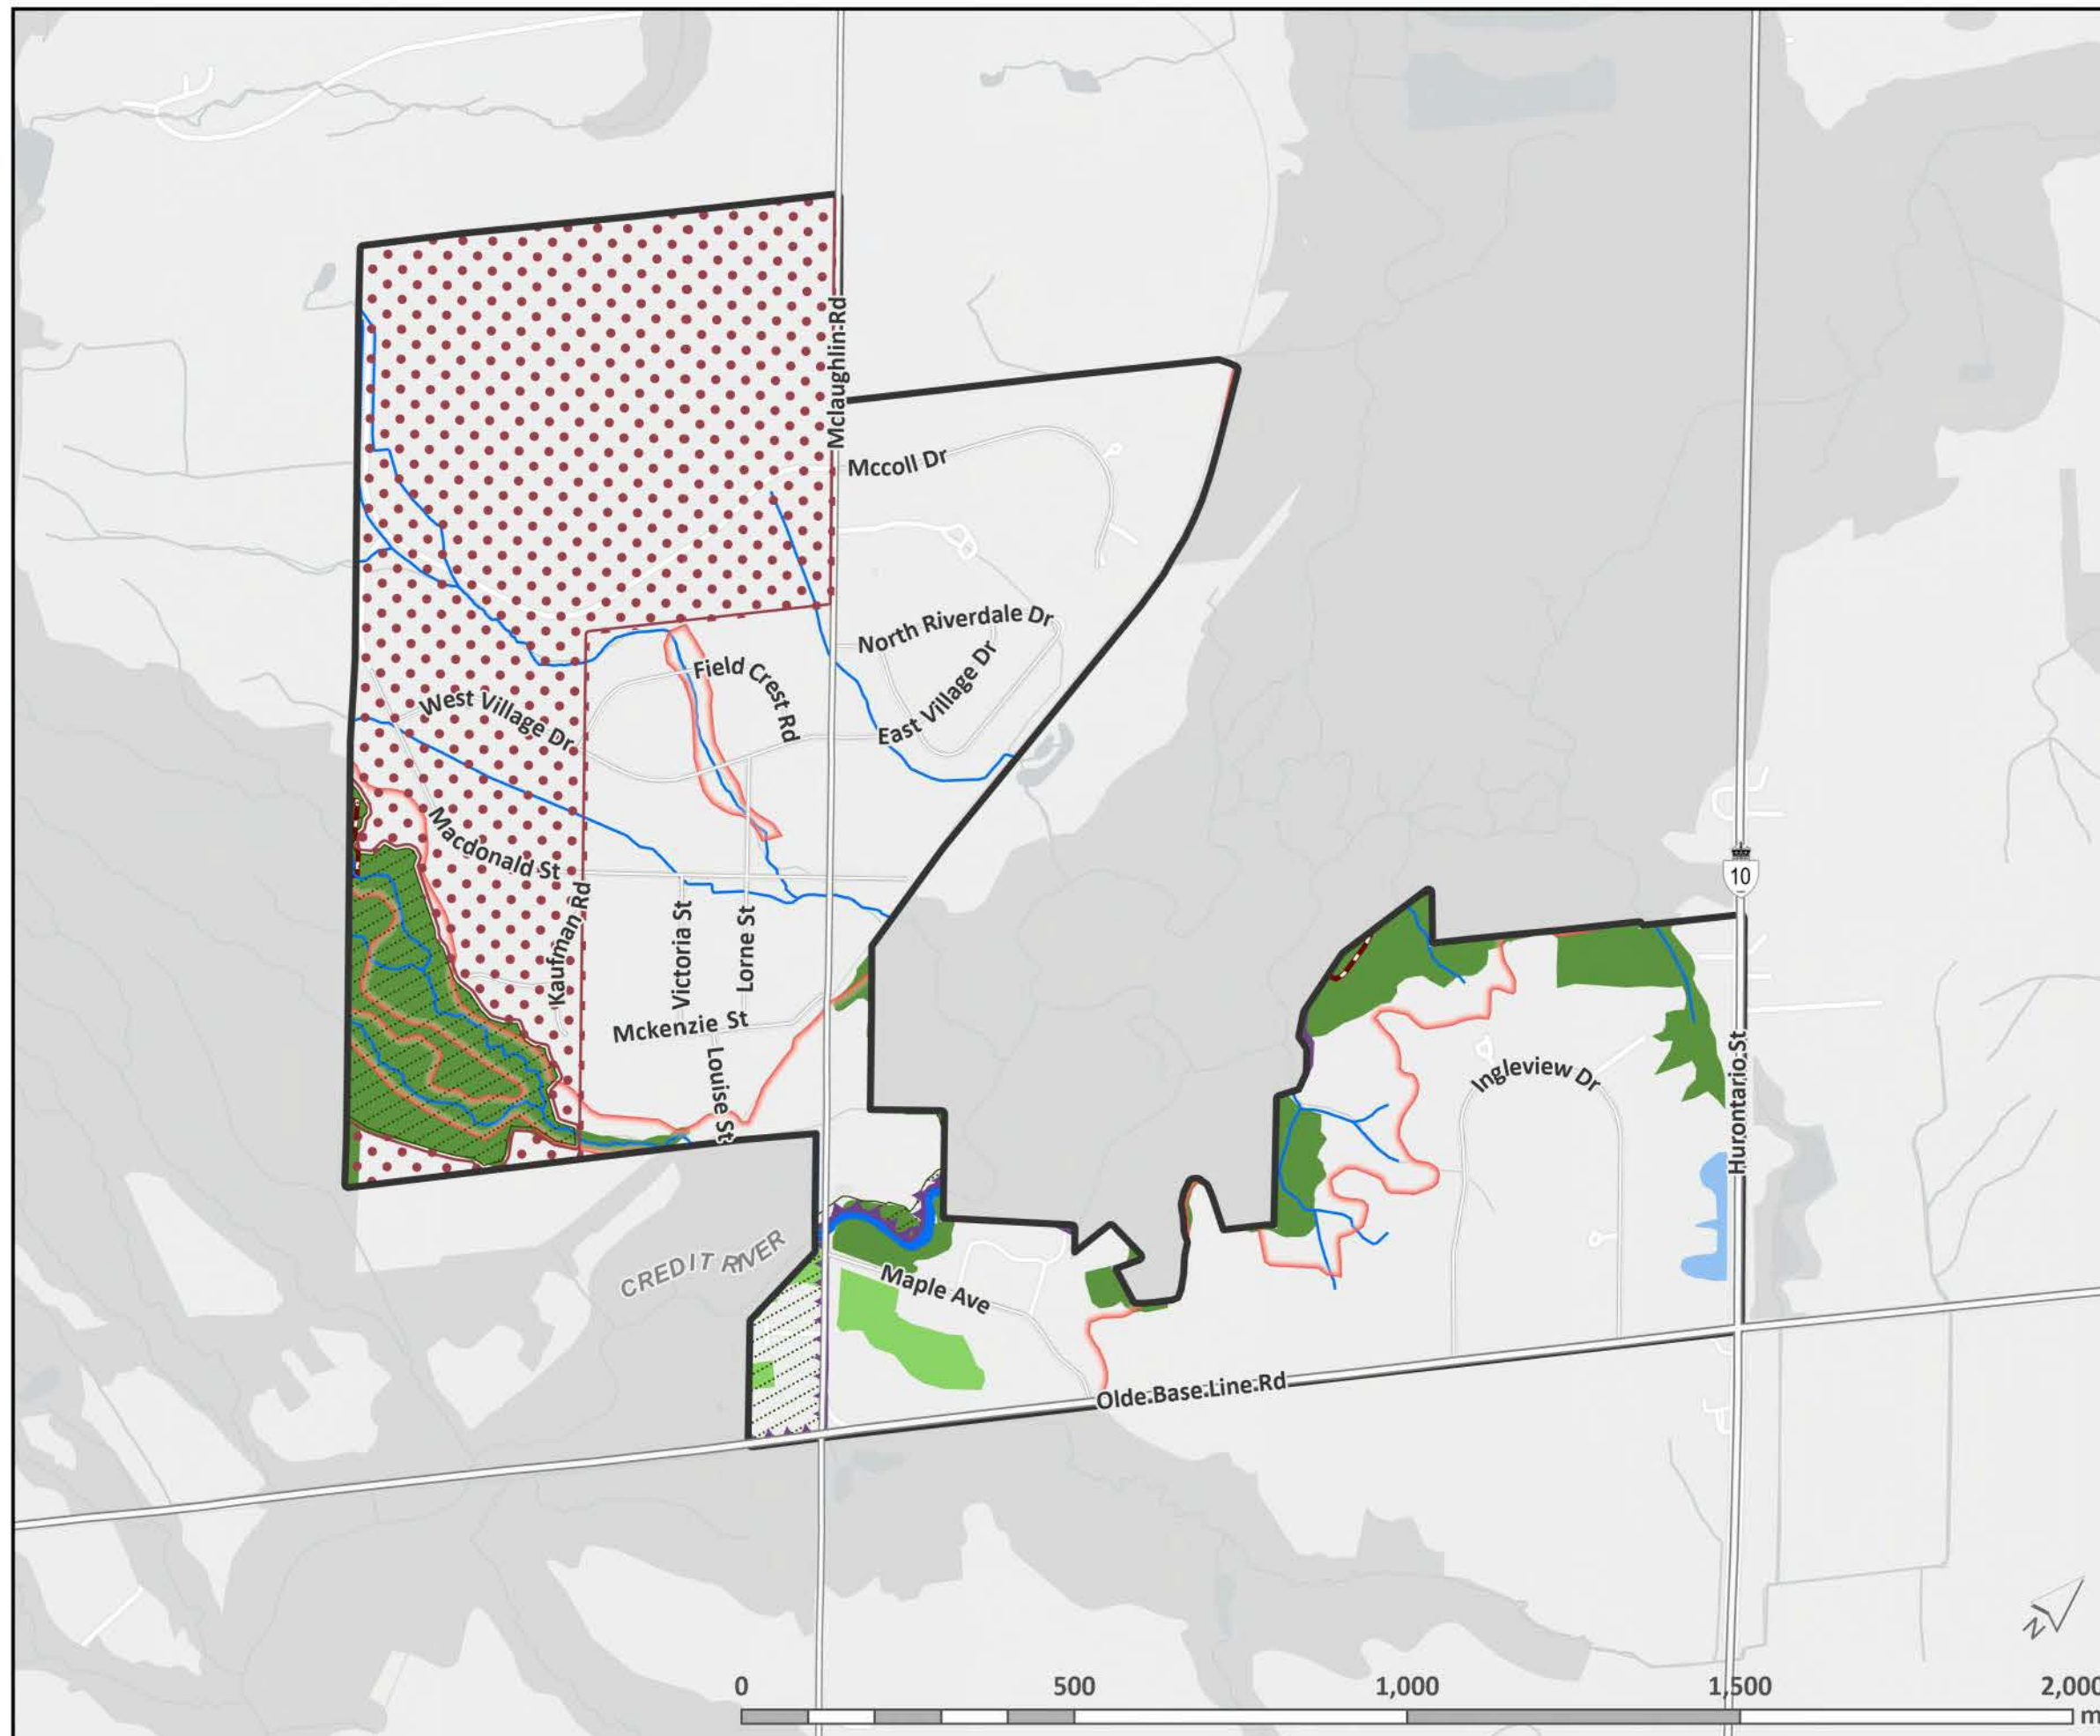 Mclaughlin Rd
Mccoll Dr
North Riverdale Dr
East Village Dr
Field Crest Rd
West Village Dr
Macdonald St
Kaufman Rd
Victoria St
Lorne St
Mckenzie St
Louise St
10
Ingleview Dr
Hurontario St
CREDIT RIVER
Maple Ave
Olde Base Line Rd
N
0 500 1,000 1,500 2,000
m